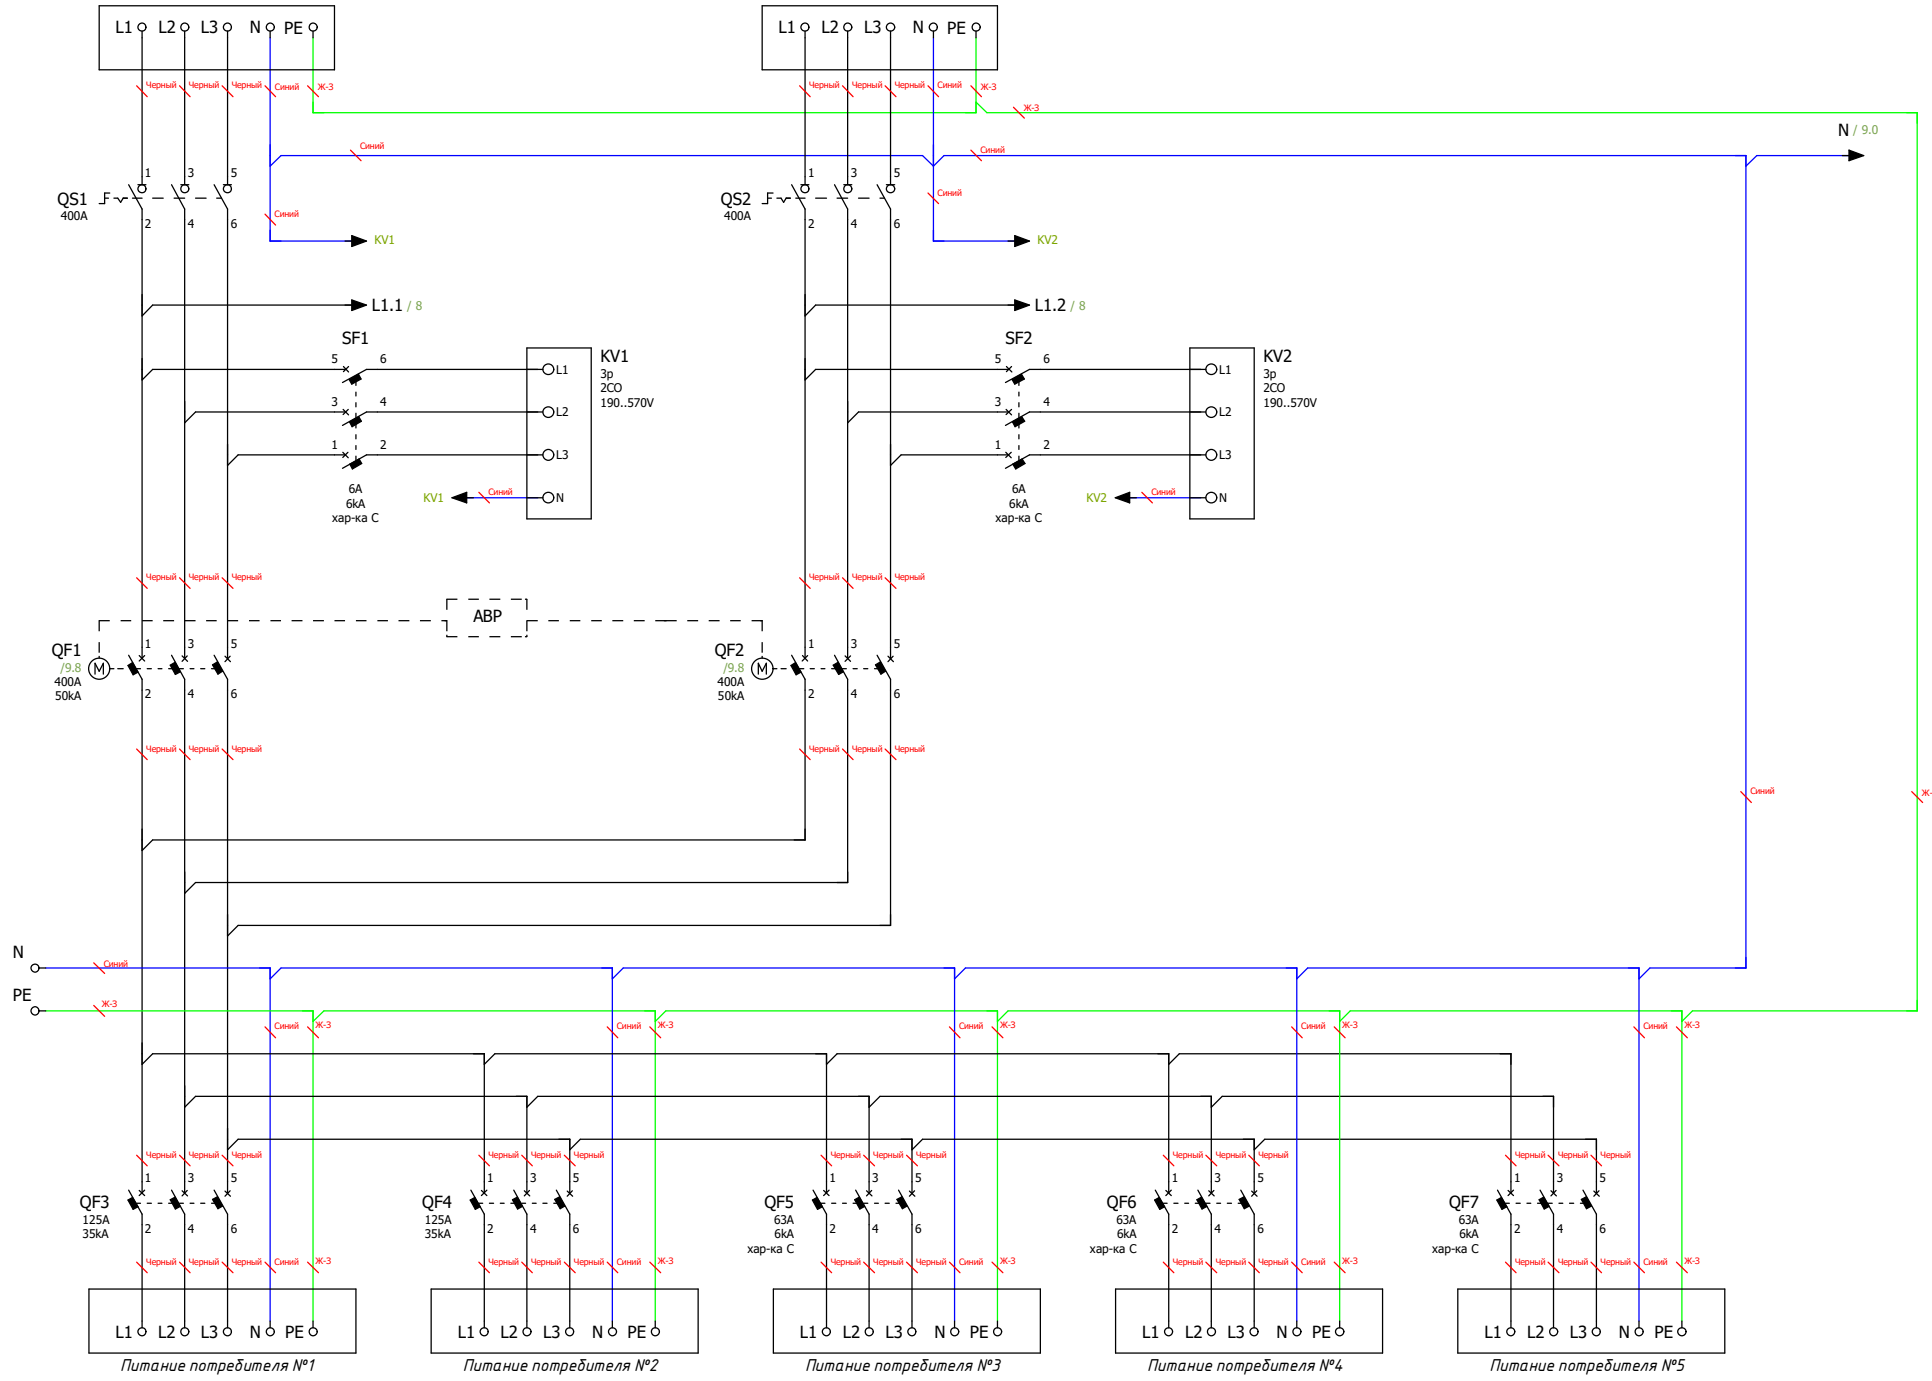 L1 L2 L3 N PE
L1 L2 L3 N PE
Черный Черный Черный Синий Ж-З
Черный Черный Черный Синий Ж-З
Ж-З
N / 9.0
Синий
Синий
1 3 5
QS1
400A
2 4 6
Синий
KV1
1 3 5
QS2
400A
2 4 6
Синий
KV2
L1.1 / 8
L1.2 / 8
SF1
5 6
3 4
1 2
6A
6kA
хар-ка C
KV1
3p
2CO
190..570V
L1
L2
L3
N
KV1
Синий
SF2
5 6
3 4
1 2
6A
6kA
хар-ка C
KV2
3p
2CO
190..570V
L1
L2
L3
N
KV2
Синий
Черный Черный Черный
Черный Черный Черный
АВР
QF1
/9.8
400A
50kA
M
1 3 5
2 4 6
QF2
/9.8
400A
50kA
M
1 3 5
2 4 6
Черный Черный Черный
Черный Черный Черный
Синий
Ж-
N
Синий
PE
Ж-З
Синий Ж-З
Синий Ж-З
Синий Ж-З
Синий Ж-З
Синий Ж-З
Черный Черный Черный
Черный Черный Черный
Черный Черный Черный
Черный Черный Черный
Черный Черный Черный
QF3
125A
35kA
1 3 5
2 4 6
QF4
125A
35kA
1 3 5
2 4 6
QF5
63A
6kA
хар-ка C
1 3 5
2 4 6
QF6
63A
6kA
хар-ка C
1 3 5
2 4 6
QF7
63A
6kA
хар-ка C
1 3 5
2 4 6
Черный Черный Черный Синий Ж-З
Черный Черный Черный Синий Ж-З
Черный Черный Черный Синий Ж-З
Черный Черный Черный Синий Ж-З
Черный Черный Черный Синий Ж-З
L1 L2 L3 N PE
L1 L2 L3 N PE
L1 L2 L3 N PE
L1 L2 L3 N PE
L1 L2 L3 N PE
Питание потребителя №1
Питание потребителя №2
Питание потребителя №3
Питание потребителя №4
Питание потребителя №5